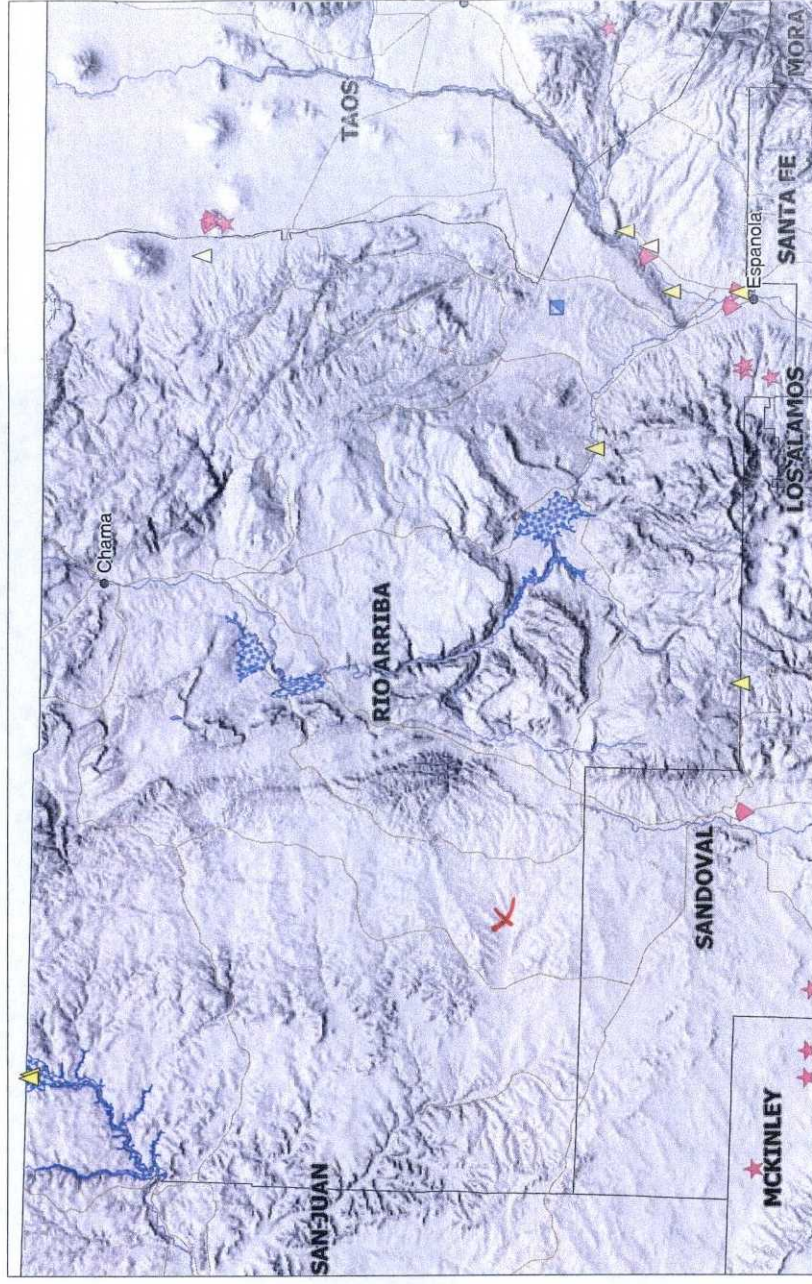 Chama
TAOS
RIO ARRIBA
SAN JUAN
MORA
SANTA FE
Espanola
LOS ALAMOS
SANDOVAL
MCKINLEY
X